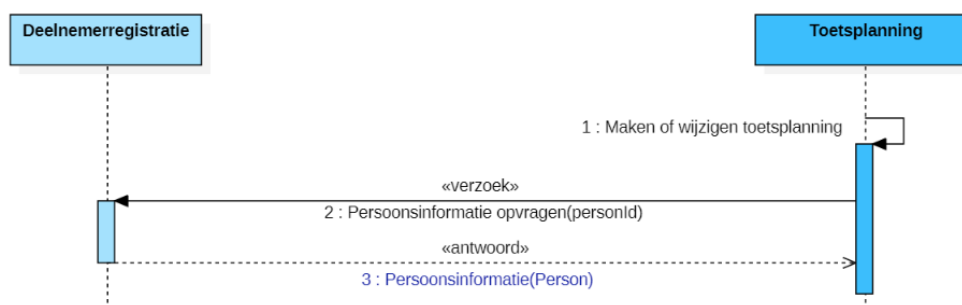 Deelnemerregistratie
Toetsplanning
1 : Maken of wijzigen toetsplanning
«verzoek»
2 : Persoonsinformatie opvragen(personId)
«antwoord»
3 : Persoonsinformatie(Person)